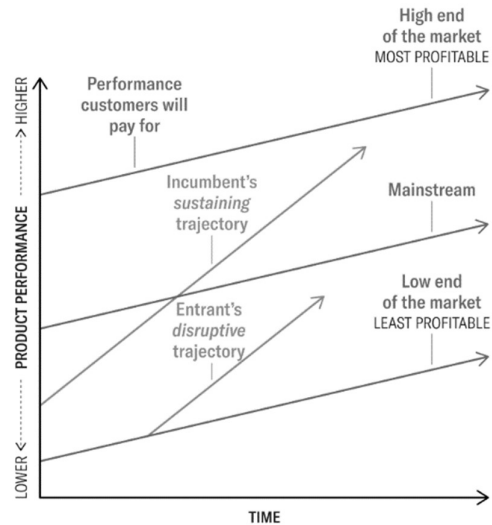 High end
of the market
MOST PROFITABLE
Performance
customers will
pay for
Incumbent's
sustaining
trajectory
Mainstream
Entrant's
disruptive
trajectory
Low end
of the market
LEAST PROFITABLE
LOWER <-----PRODUCT PERFORMANCE -----> HIGHER
TIME